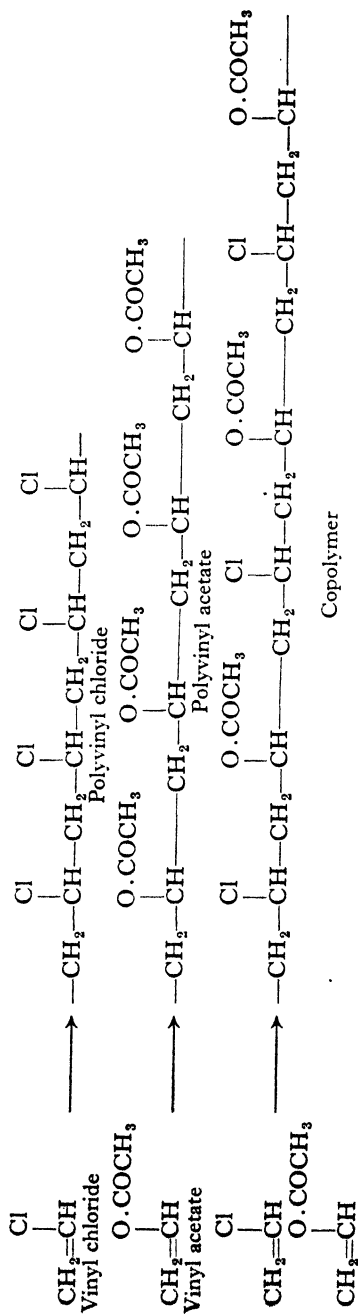 Cl Cl Cl Cl Cl
CH₂=CH ⟶ —CH₂—CH—CH₂—CH—CH₂—CH—CH₂—CH—
Vinyl chloride Polyvinyl chloride
O.COCH₃ O.COCH₃ O.COCH₃ O.COCH₃ O.COCH₃
CH₂=CH ⟶ —CH₂—CH—CH₂—CH—CH₂—CH—CH₂—CH—
Vinyl acetate Polyvinyl acetate
Cl Cl O.COCH₃ Cl O.COCH₃ Cl O.COCH₃
CH₂=CH ⟶ —CH₂—CH—CH₂—CH—CH₂—CH—CH₂—CH—CH₂—CH—CH₂—CH—
O.COCH₃ Copolymer
CH₂=CH